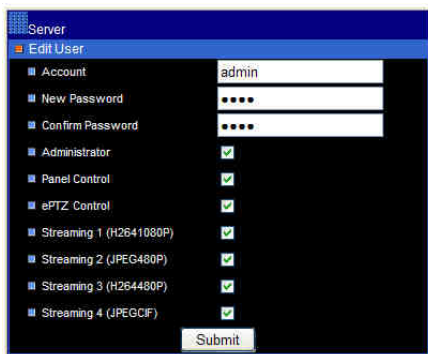 Server
Edit User
Account admin
New Password ••••
Confirm Password ••••
Administrator
Panel Control
ePTZ Control
Streaming 1 (H2641080P)
Streaming 2 (JPEG480P)
Streaming 3 (H264480P)
Streaming 4 (JPEGCIF)
Submit